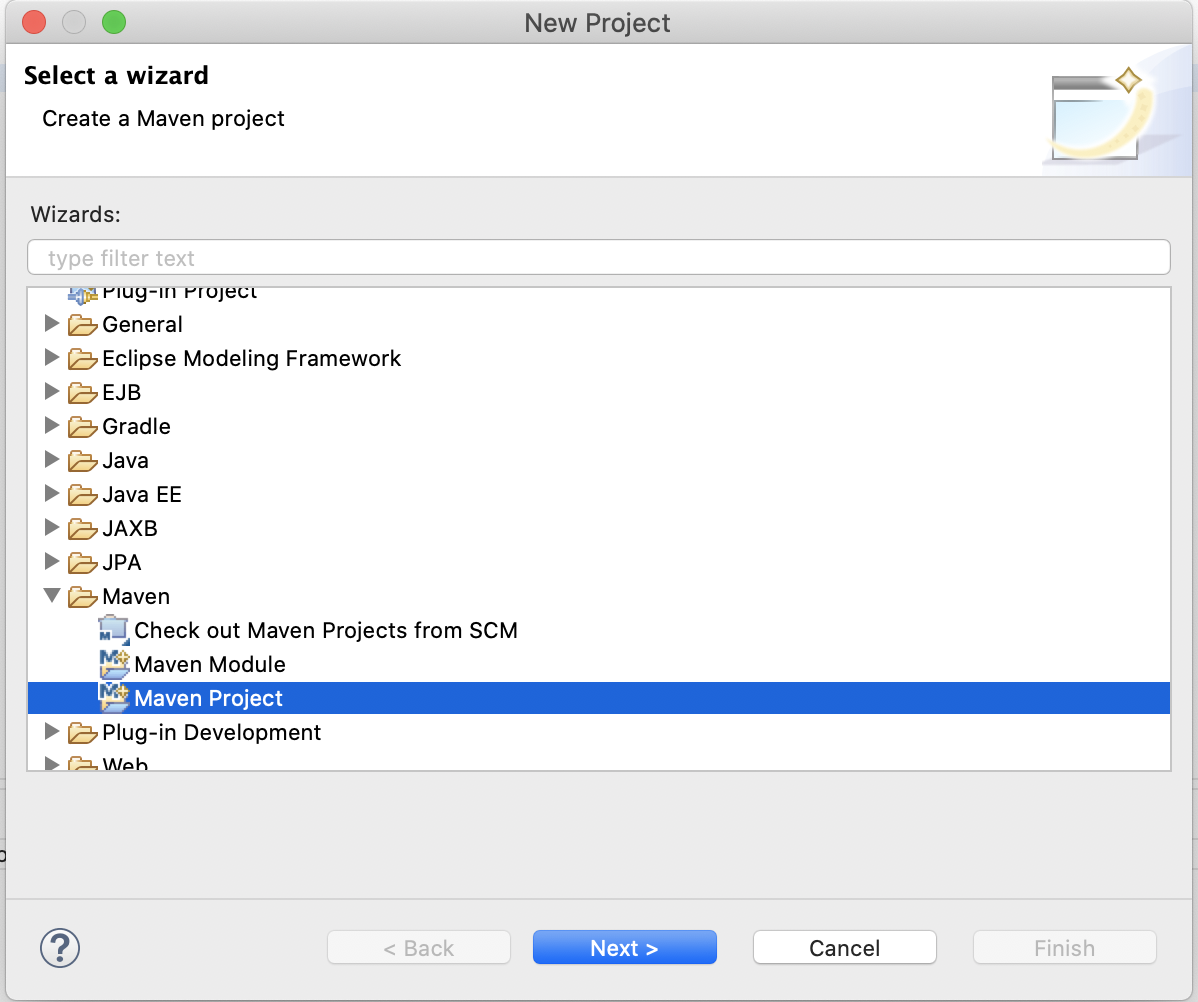 New Project
Select a wizard
Create a Maven project
Wizards:
type filter text
Plug-in Project
General
Eclipse Modeling Framework
EJB
Gradle
Java
Java EE
JAXB
JPA
Maven
Check out Maven Projects from SCM
Maven Module
Maven Project
Plug-in Development
Web
?
< Back
Next >
Cancel
Finish